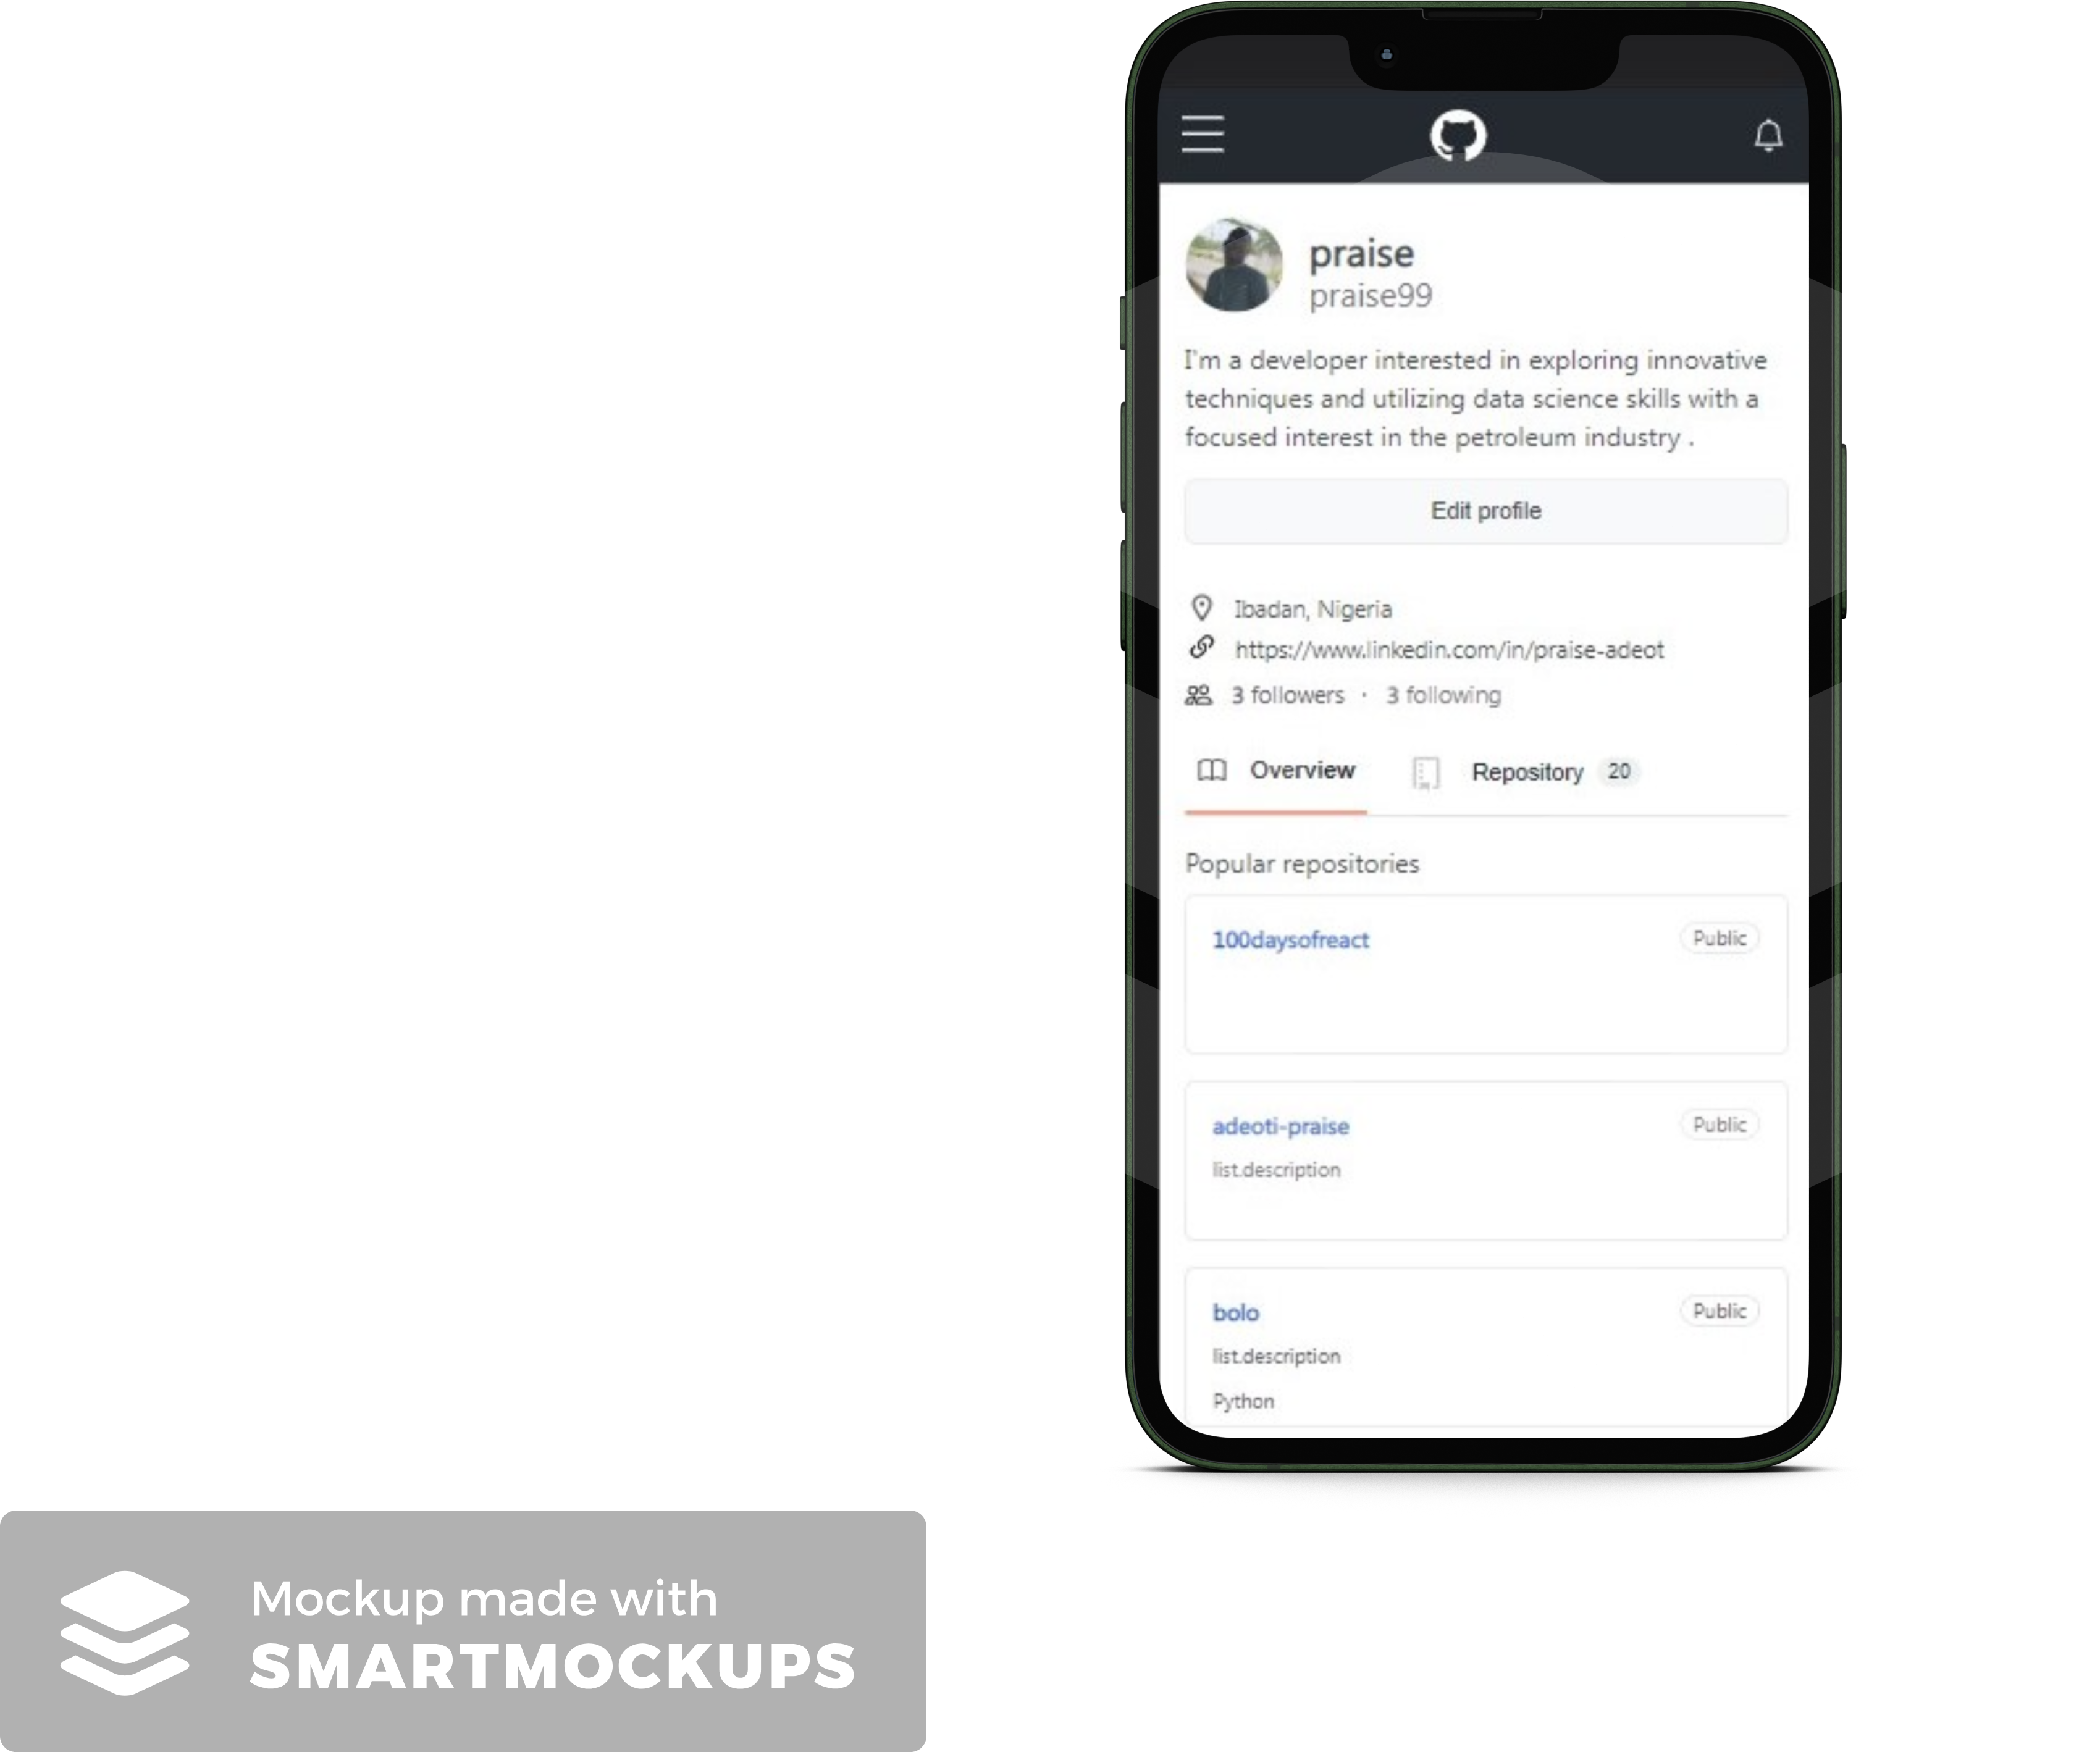 praise
praise99
I'm a developer interested in exploring innovative
techniques and utilizing data science skills with a
focused interest in the petroleum industry .
Edit profile
Ibadan, Nigeria
https://www.linkedin.com/in/praise-adeot
3 followers · 3 following
Overview Repository 20
Popular repositories
100daysofreact Public
adeoti-praise Public
list.description
bolo Public
list.description
Python
Mockup made with
SMARTMOCKUPS